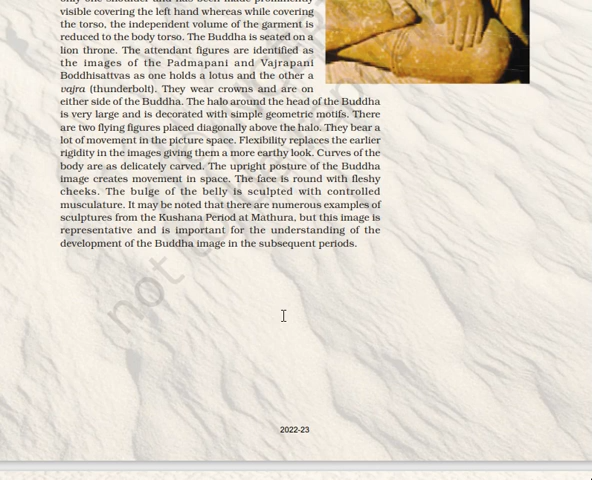 visible covering the left hand whereas while covering
the torso, the independent volume of the garment is
reduced to the body torso. The Buddha is seated on a
lion throne. The attendant figures are identified as
the images of the Padmapani and Vajrapani
Boddhisattvas as one holds a lotus and the other a
vajra (thunderbolt). They wear crowns and are on
either side of the Buddha. The halo around the head of the Buddha
is very large and is decorated with simple geometric motifs. There
are two flying figures placed diagonally above the halo. They bear a
lot of movement in the picture space. Flexibility replaces the earlier
rigidity in the images giving them a more earthy look. Curves of the
body are as delicately carved. The upright posture of the Buddha
image creates movement in space. The face is round with fleshy
cheeks. The bulge of the belly is sculpted with controlled
musculature. It may be noted that there are numerous examples of
sculptures from the Kushana Period at Mathura, but this image is
representative and is important for the understanding of the
development of the Buddha image in the subsequent periods.
not
2022-23